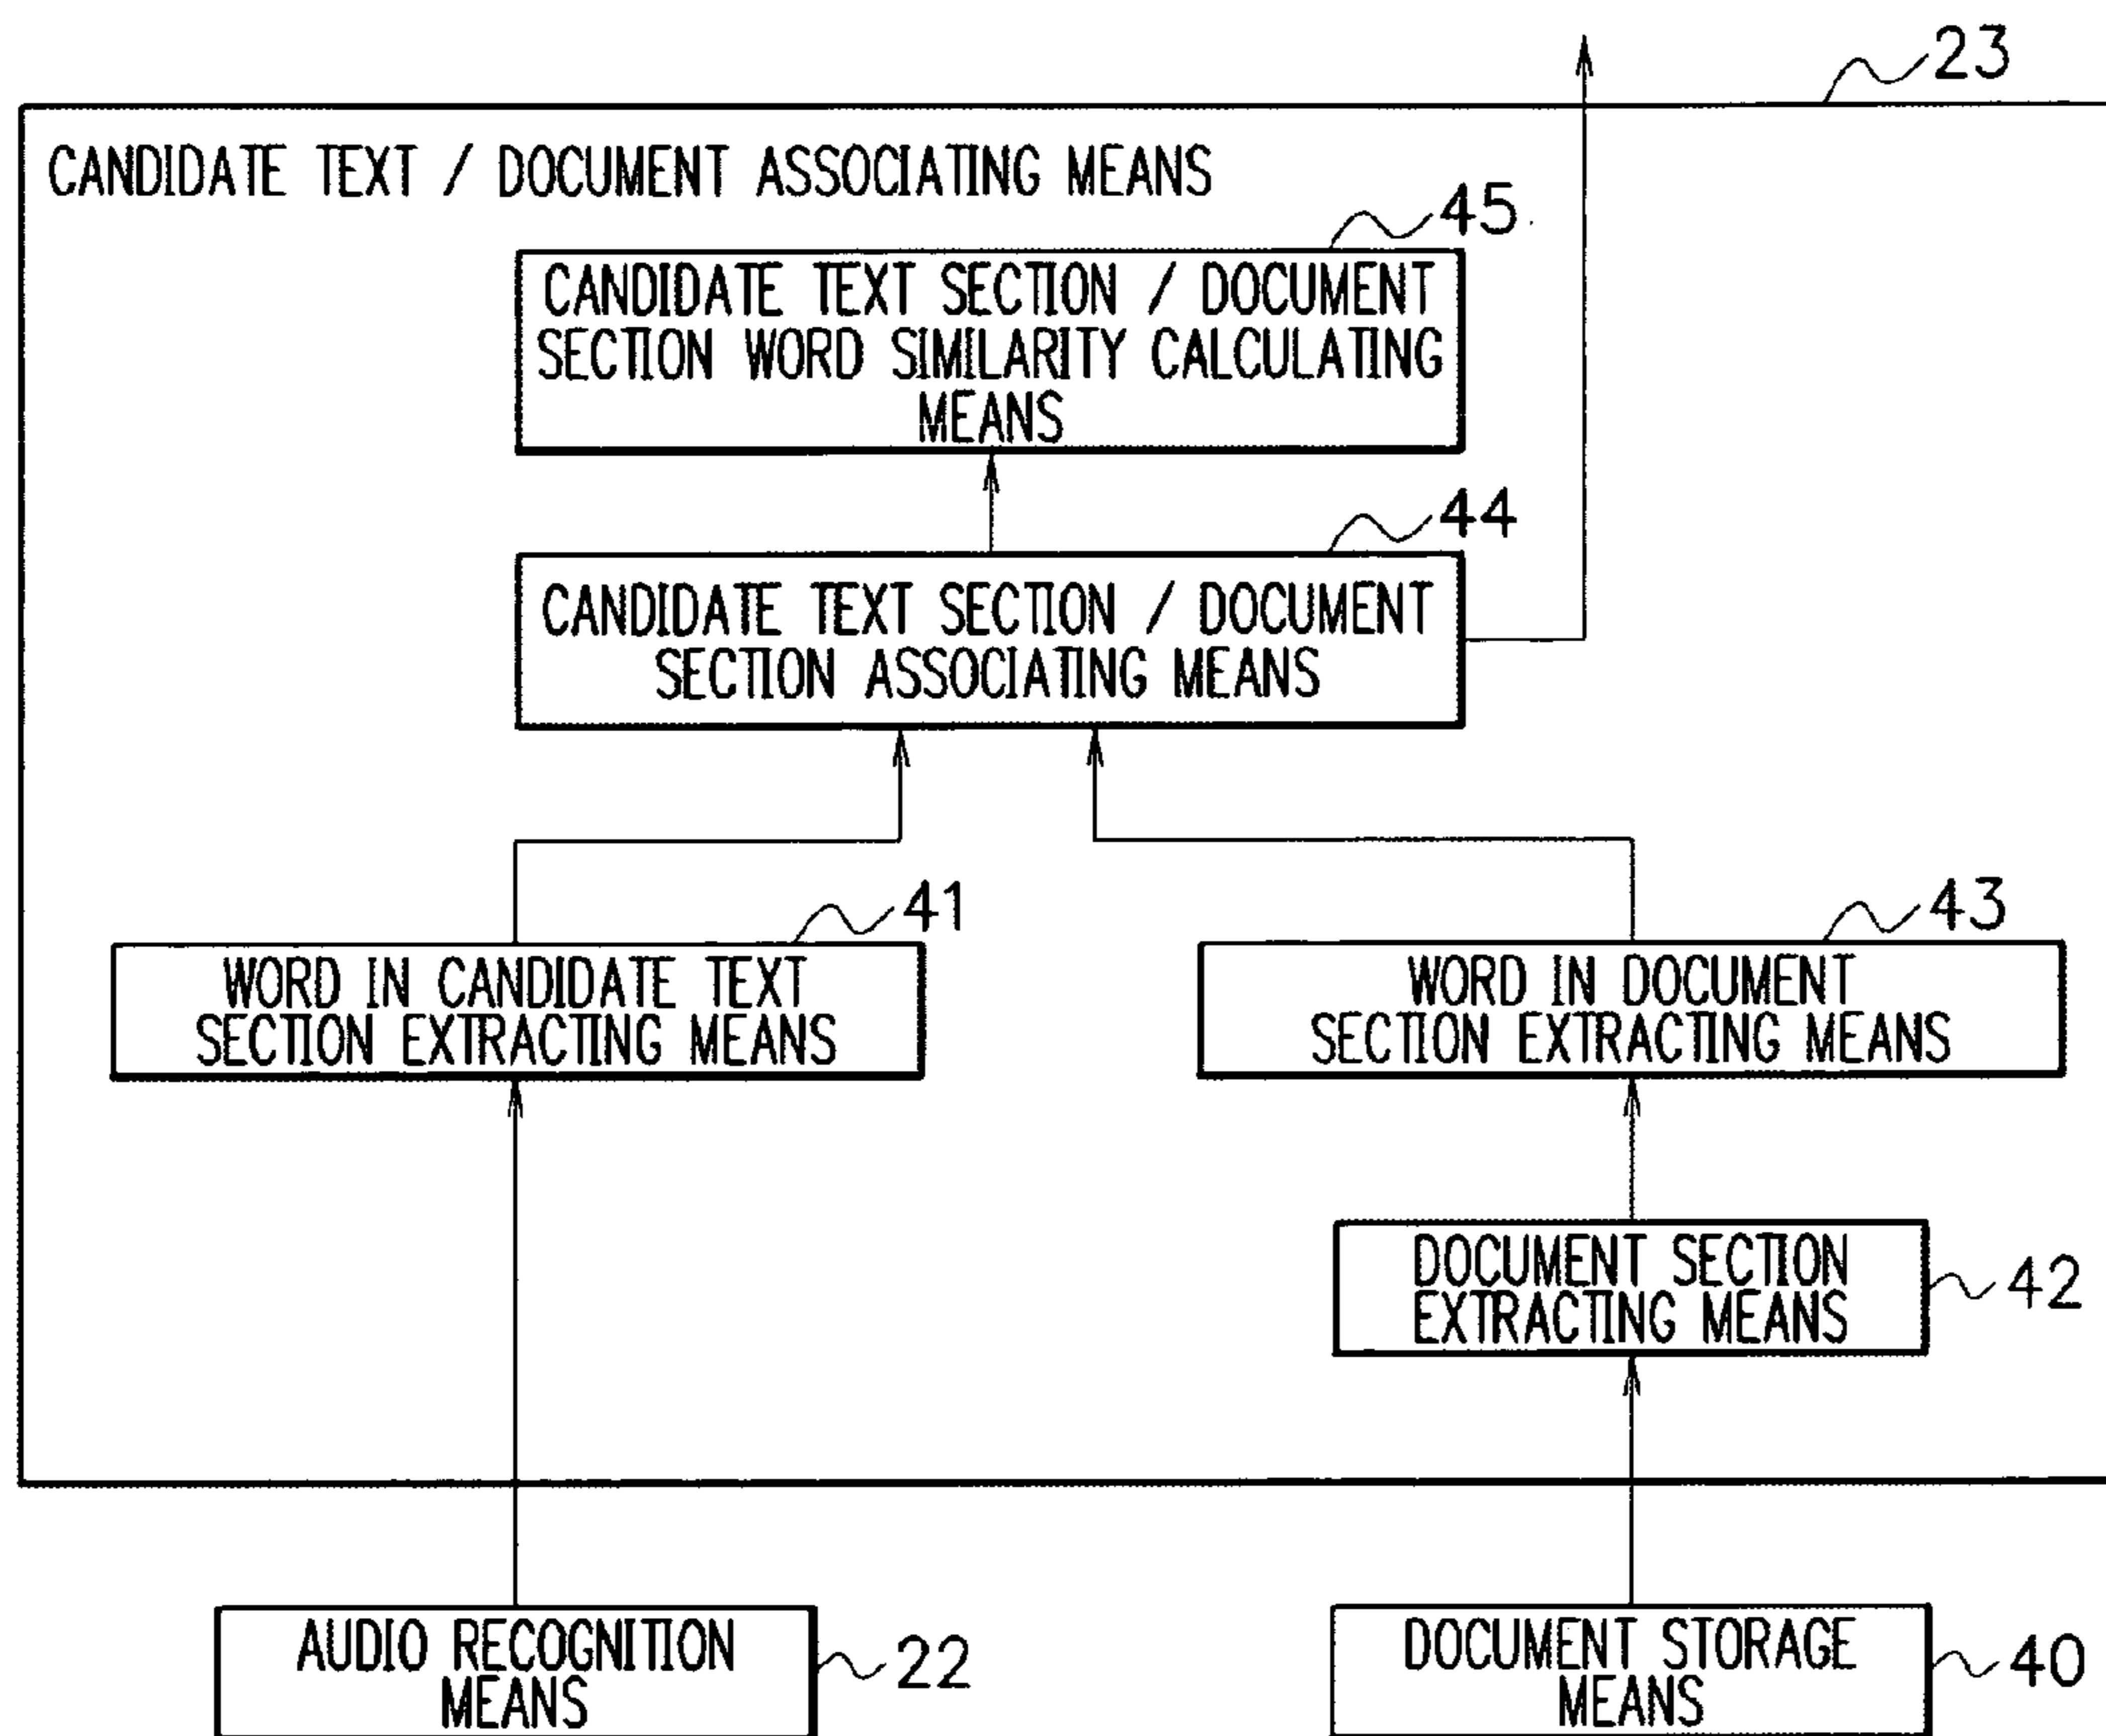 23
CANDIDATE TEXT / DOCUMENT ASSOCIATING MEANS
45
CANDIDATE TEXT SECTION / DOCUMENT
SECTION WORD SIMILARITY CALCULATING
MEANS
44
CANDIDATE TEXT SECTION / DOCUMENT
SECTION ASSOCIATING MEANS
41
WORD IN CANDIDATE TEXT
SECTION EXTRACTING MEANS
43
WORD IN DOCUMENT
SECTION EXTRACTING MEANS
DOCUMENT SECTION
EXTRACTING MEANS
42
AUDIO RECOGNITION
MEANS
22
DOCUMENT STORAGE
MEANS
40